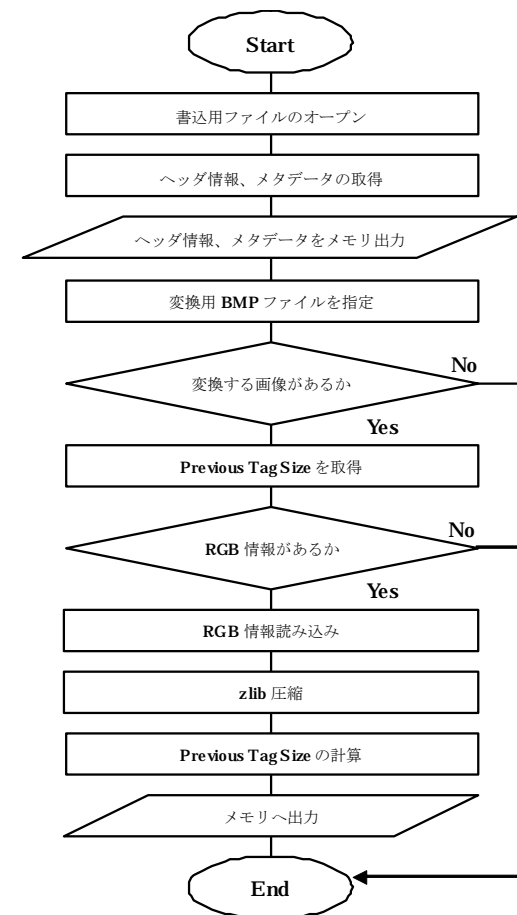 Start
書込用ファイルのオープン
ヘッダ情報、メタデータの取得
ヘッダ情報、メタデータをメモリ出力
変換用 BMP ファイルを指定
変換する画像があるか
No
Yes
Previous Tag Size を取得
RGB 情報があるか
No
Yes
RGB 情報読み込み
zlib 圧縮
Previous Tag Size の計算
メモリへ出力
End